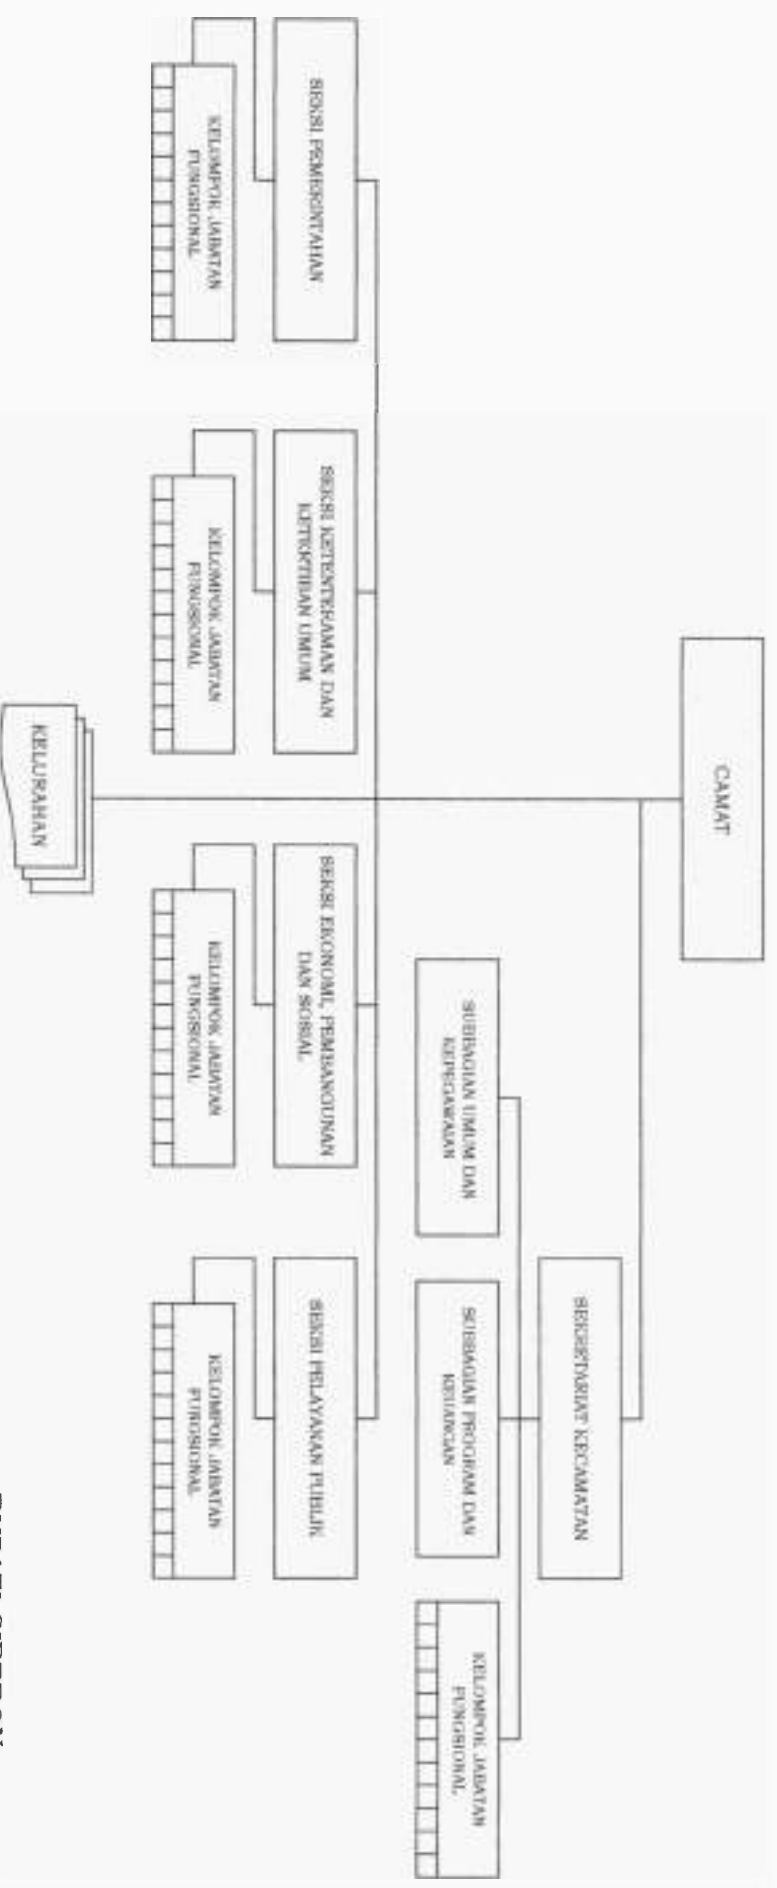 CAMAT
SEKRETARIAT KECAMATAN
SUBBAGIAN UMUM DAN
KEPEGAWAIAN
SUBBAGIAN PROGRAM DAN
KEUANGAN
KELOMPOK JABATAN
FUNGSIONAL
SEKSI PEMERINTAHAN
SEKSI KETENTERAMAN DAN
KETERTIBAN UMUM
SEKSI EKONOMI, PEMBANGUNAN
DAN SOSIAL
SEKSI PELAYANAN PUBLIK
KELOMPOK JABATAN
FUNGSIONAL
KELOMPOK JABATAN
FUNGSIONAL
KELOMPOK JABATAN
FUNGSIONAL
KELOMPOK JABATAN
FUNGSIONAL
KELURAHAN